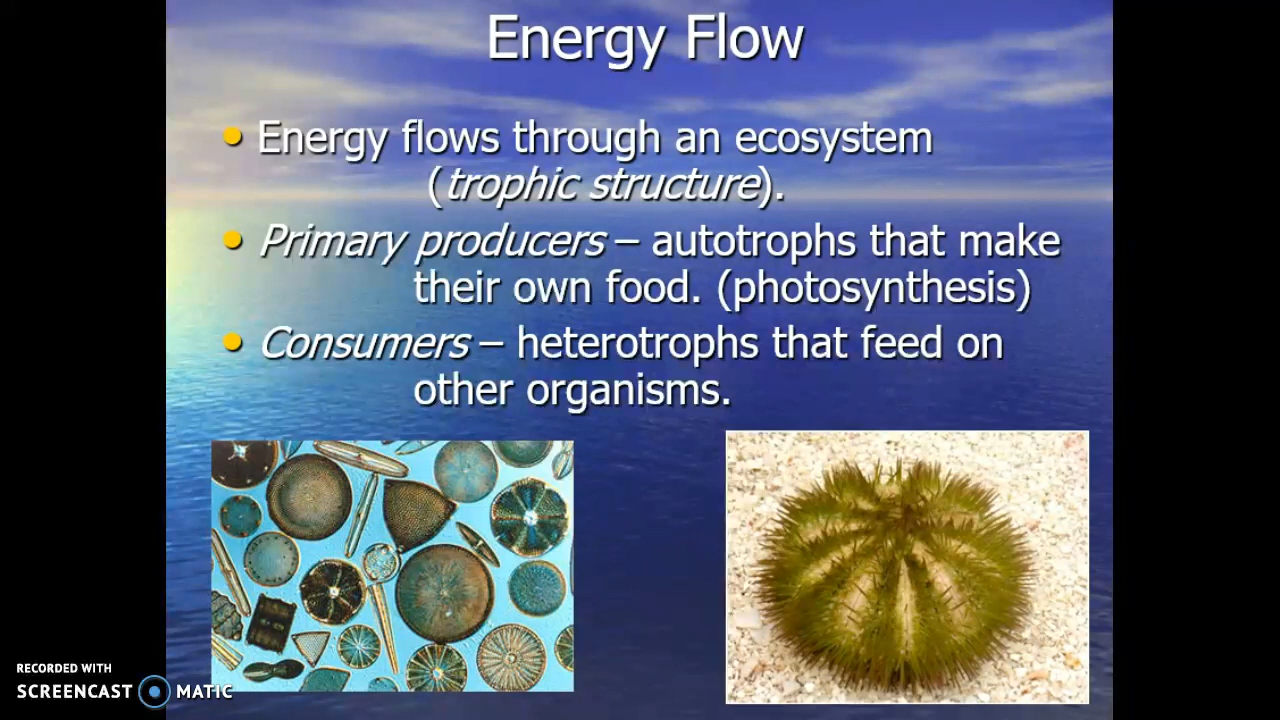 Energy Flow
• Energy flows through an ecosystem
(trophic structure).
• Primary producers – autotrophs that make
their own food. (photosynthesis)
• Consumers – heterotrophs that feed on
other organisms.
RECORDED WITH
SCREENCAST MATIC